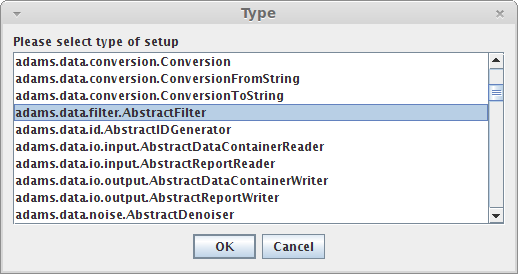 Type
Please select type of setup
adams.data.conversion.Conversion
adams.data.conversion.ConversionFromString
adams.data.conversion.ConversionToString
adams.data.filter.AbstractFilter
adams.data.id.AbstractIDGenerator
adams.data.io.input.AbstractDataContainerReader
adams.data.io.input.AbstractReportReader
adams.data.io.output.AbstractDataContainerWriter
adams.data.io.output.AbstractReportWriter
adams.data.noise.AbstractDenoiser
OK Cancel